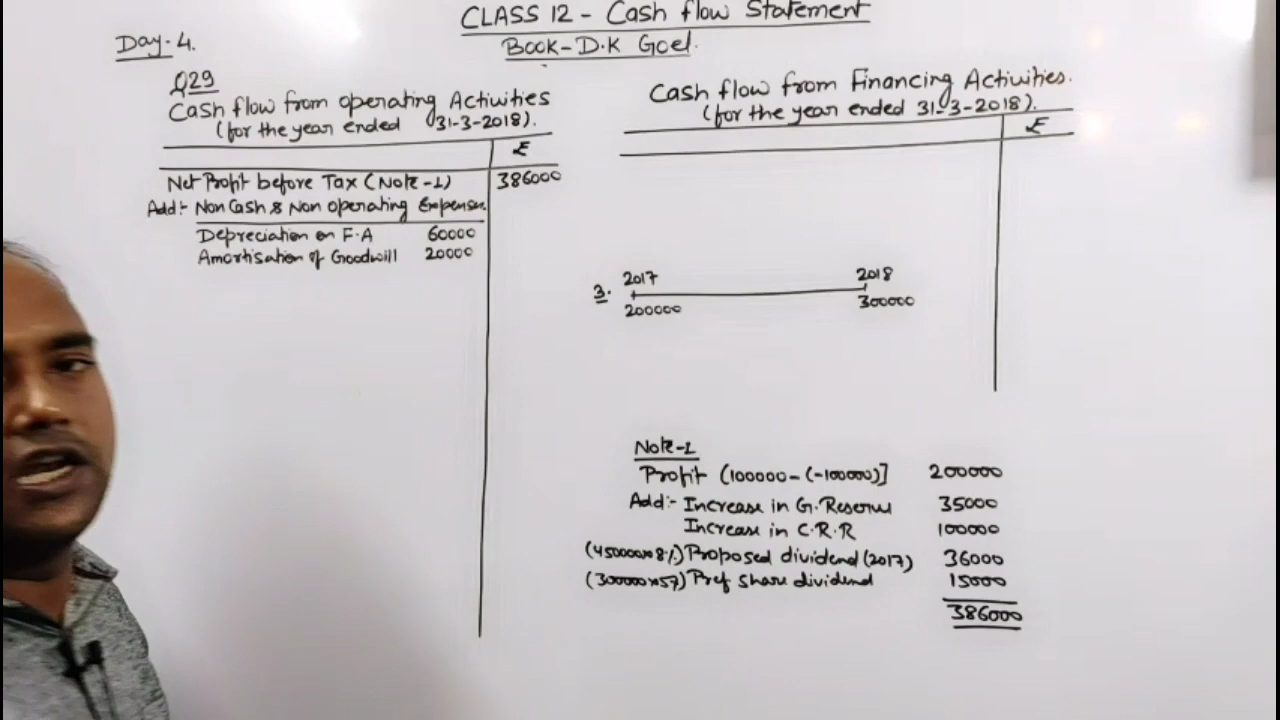 CLASS 12 - Cash flow Statement
Day-4.
BOOK-D.K Goel.
Q29
Cash flow from operating Activities
(for the year ended 31-3-2018).
₹
Net Profit before Tax (Note-1) 386000
Add:- Non Cash & Non operating Expenses
Depreciation on F.A 60000
Amortisation of Goodwill 20000
Cash flow from Financing Activities.
(for the year ended 31-3-2018).
₹
2017 2018
3.
200000 300000
Note-1
Profit (100000-(-100000)] 200000
Add:- Increase in G. Reserve 35000
Increase in C.R.R 100000
(450000×8%) Proposed dividend (2017) 36000
(300000×5%) Pref share dividend 15000
386000